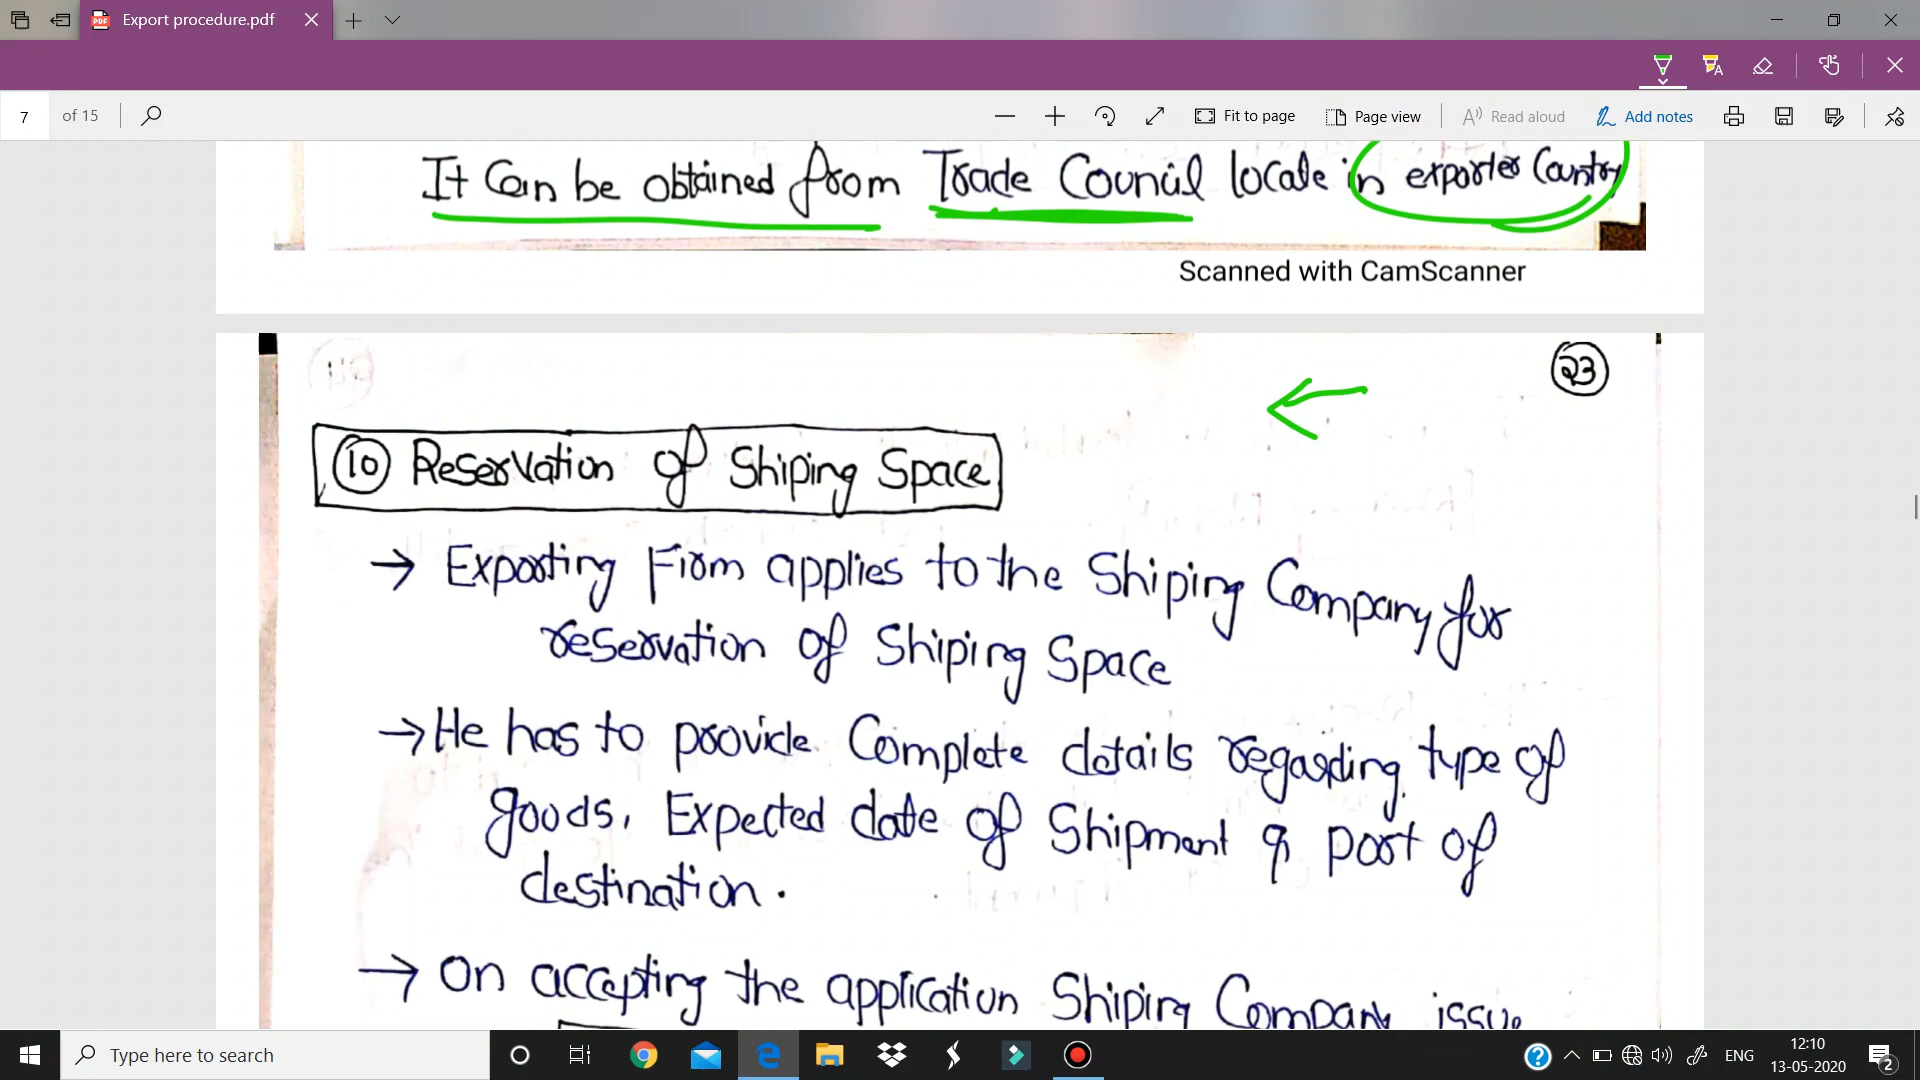 Export procedure.pdf
7 of 15
Fit to page
Page view
Read aloud
Add notes
It Can be obtained from Trade Council locate in exporter Country
Scanned with CamScanner
23
10 Reservation of Shiping Space
→ Exporting Firm applies to the Shiping Company for
reservation of Shiping Space
→ He has to provide Complete details regarding type of
goods, Expected date of Shipment & port of
destination.
→ On accepting the application Shiping Company issue
Type here to search
ENG
12:10
13-05-2020
2